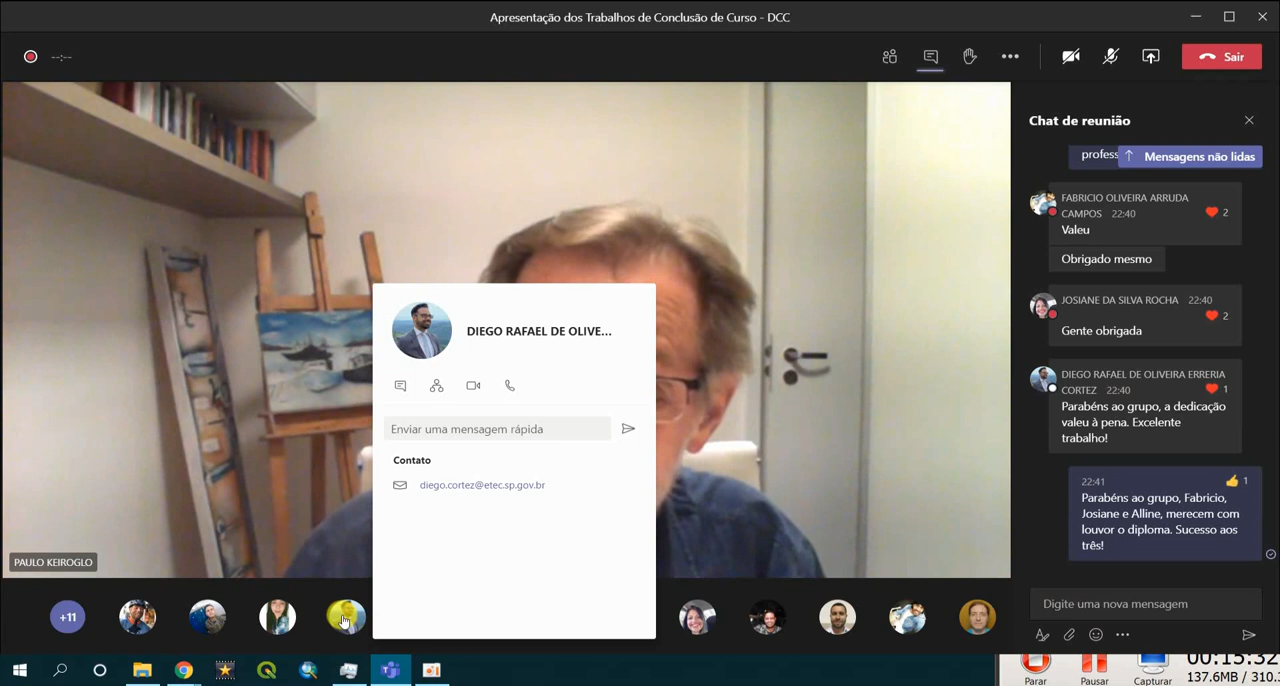 Apresentação dos Trabalhos de Conclusão de Curso - DCC
--:--
Sair
Chat de reunião
profess
Mensagens não lidas
FABRICIO OLIVEIRA ARRUDA
CAMPOS 22:40
2
Valeu
Obrigado mesmo
JOSIANE DA SILVA ROCHA 22:40
2
Gente obrigada
DIEGO RAFAEL DE OLIVEIRA ERRERIA
CORTEZ 22:40
1
Parabéns ao grupo, a dedicação
valeu à pena. Excelente
trabalho!
22:41
1
Parabéns ao grupo, Fabricio,
Josiane e Alline, merecem com
louvor o diploma. Sucesso aos
três!
Digite uma nova mensagem
DIEGO RAFAEL DE OLIVE...
Enviar uma mensagem rápida
Contato
diego.cortez@etec.sp.gov.br
PAULO KEIROGLO
+11
Parar
Pausar
Capturar
00:15:32
137.6MB / 310.